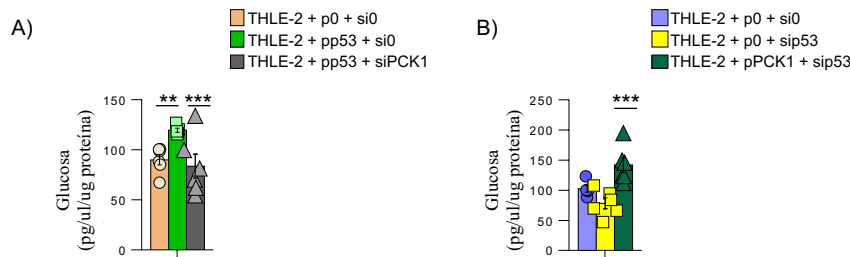 A)
THLE-2 + p0 + si0
THLE-2 + pp53 + si0
THLE-2 + pp53 + siPCK1
Glucosa
(pg/ul/ug proteína)
150
100
50
0
** ***
B)
THLE-2 + p0 + si0
THLE-2 + p0 + sip53
THLE-2 + pPCK1 + sip53
Glucosa
(pg/ul/ug proteína)
250
200
150
100
50
0
***